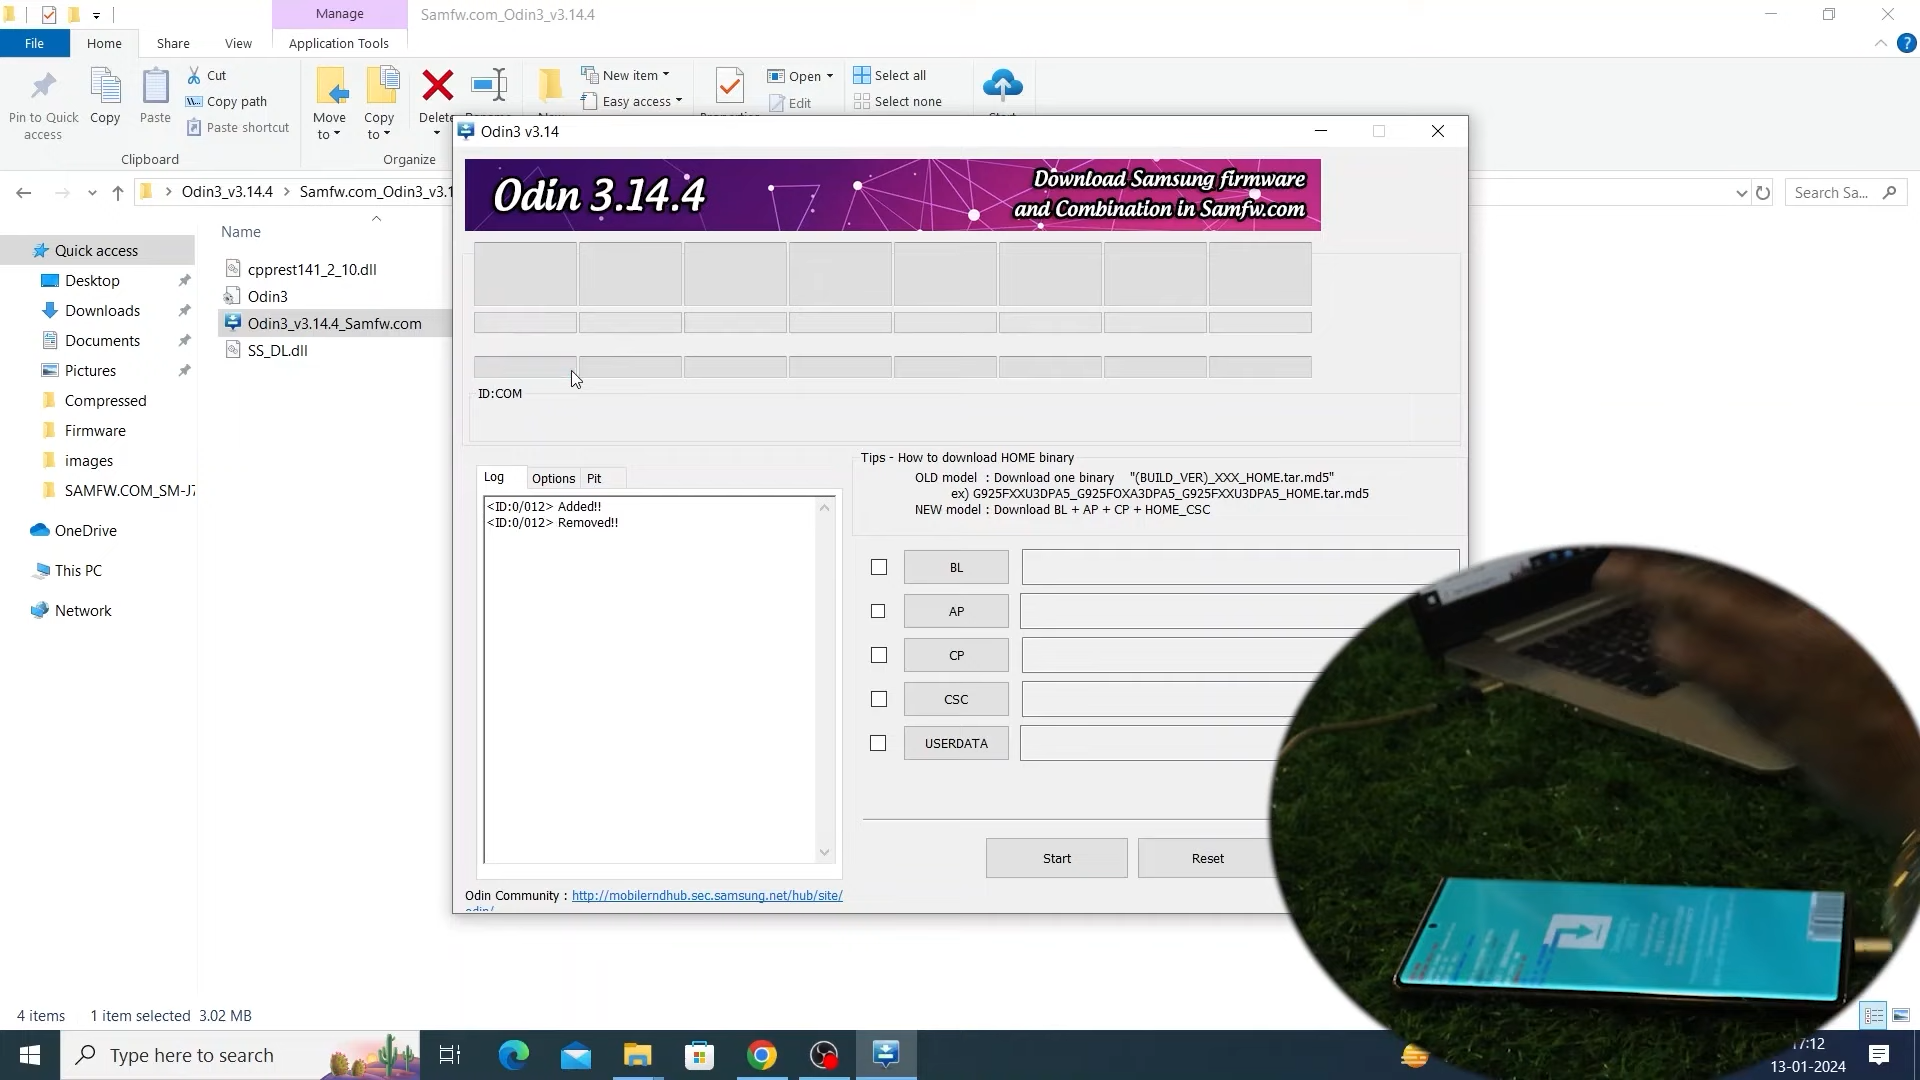 Manage
Samfw.com_Odin3_v3.14.4
File
Home
Share
View
Application Tools
Pin to Quick access
Copy
Paste
Cut
Copy path
Paste shortcut
Clipboard
Move to
Copy to
Delete
Organize
New item
Easy access
Open
Edit
Select all
Select none
Odin3_v3.14.4
Samfw.com_Odin3_v3.1
Search Sa...
Name
Quick access
Desktop
Downloads
Documents
Pictures
Compressed
Firmware
images
SAMFW.COM_SM-J7
OneDrive
This PC
Network
cpprest141_2_10.dll
Odin3
Odin3_v3.14.4_Samfw.com
SS_DL.dll
Odin3 v3.14
Odin 3.14.4
Download Samsung firmware
and Combination in Samfw.com
ID:COM
Log
Options
Pit
<ID:0/012> Added!!
<ID:0/012> Removed!!
Tips - How to download HOME binary
OLD model : Download one binary "(BUILD_VER)_XXX_HOME.tar.md5"
ex) G925FXXU3DPA5_G925FOXA3DPA5_G925FXXU3DPA5_HOME.tar.md5
NEW model : Download BL + AP + CP + HOME_CSC
BL
AP
CP
CSC
USERDATA
Start
Reset
Odin Community : http://mobilerndhub.sec.samsung.net/hub/site/
odin/
4 items
1 item selected 3.02 MB
Type here to search
17:12
13-01-2024